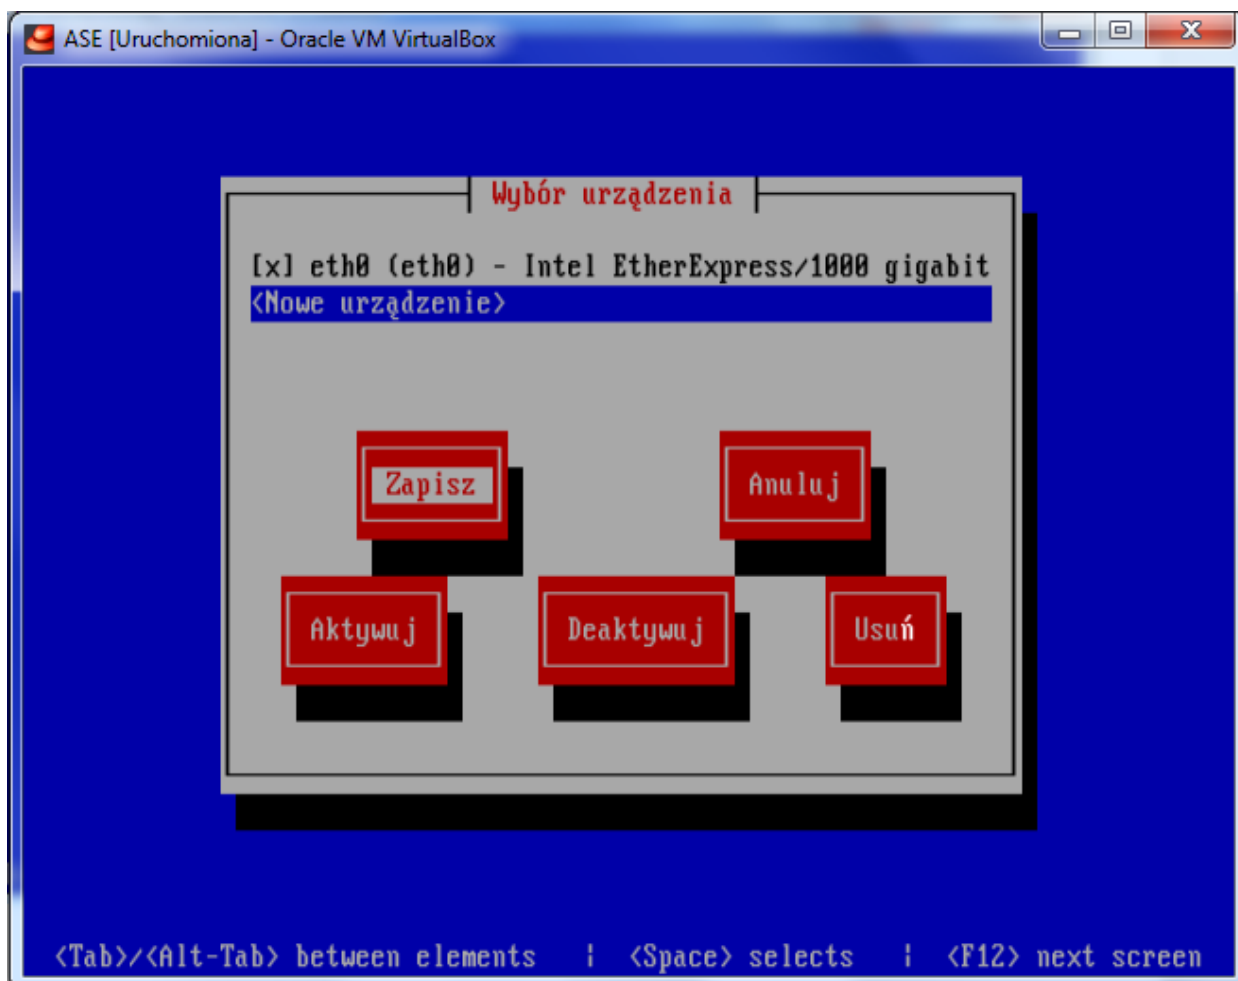 ASE [Uruchomiona] - Oracle VM VirtualBox
Wybór urządzenia
[x] eth0 (eth0) - Intel EtherExpress/1000 gigabit
<Nowe urządzenie>
Zapisz Anuluj
Aktywuj Deaktywuj Usuń
<Tab>/<Alt-Tab> between elements | <Space> selects | <F12> next screen